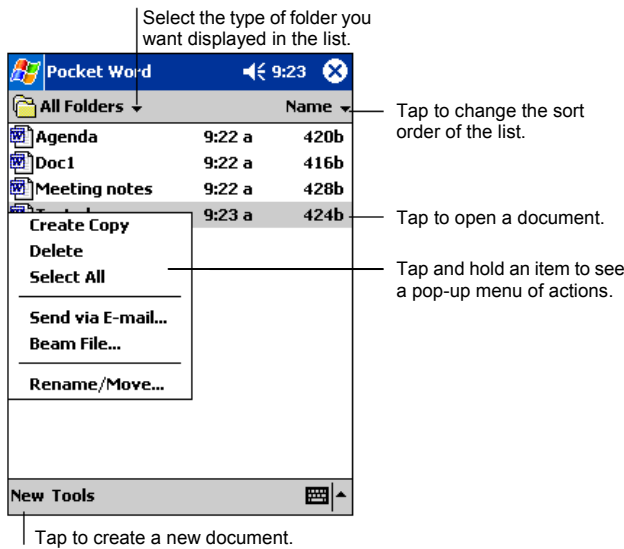 Select the type of folder you
want displayed in the list.
Pocket Word 9:23
All Folders Name
Tap to change the sort
order of the list.
Agenda 9:22 a 420b
Doc1 9:22 a 416b
Meeting notes 9:22 a 428b
9:23 a 424b
Tap to open a document.
Create Copy
Delete
Select All
Tap and hold an item to see
a pop-up menu of actions.
Send via E-mail...
Beam File...
Rename/Move...
New Tools
Tap to create a new document.